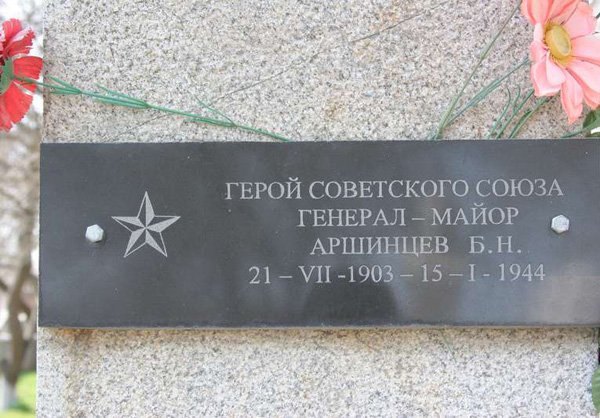 ГЕРОЙ СОВЕТСКОГО СОЮЗА
ГЕНЕРАЛ – МАЙОР
АРШИНЦЕВ Б.Н.
21 – VII -1903 – 15 – I - 1944